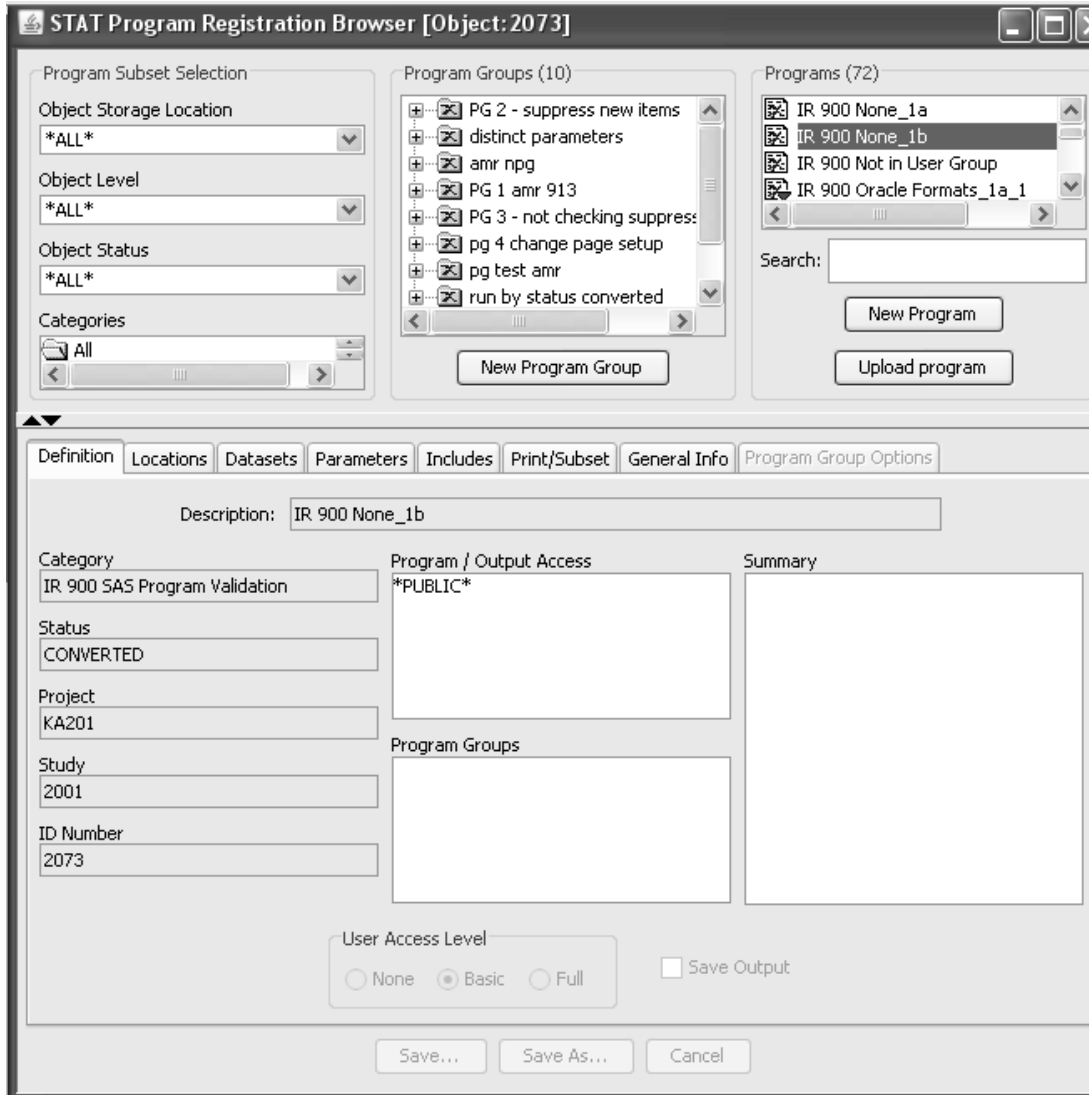 STAT Program Registration Browser [Object:2073]
Program Subset Selection
Object Storage Location
*ALL*
Object Level
*ALL*
Object Status
*ALL*
Categories
All
Program Groups (10)
PG 2 - suppress new items
distinct parameters
amr npg
PG 1 amr 913
PG 3 - not checking suppress
pg 4 change page setup
pg test amr
run by status converted
New Program Group
Programs (72)
IR 900 None_1a
IR 900 None_1b
IR 900 Not in User Group
IR 900 Oracle Formats_1a_1
Search:
New Program
Upload program
Definition Locations Datasets Parameters Includes Print/Subset General Info Program Group Options
Description: IR 900 None_1b
Category
IR 900 SAS Program Validation
Status
CONVERTED
Project
KA201
Study
2001
ID Number
2073
Program / Output Access
*PUBLIC*
Program Groups
Summary
User Access Level
None Basic Full
Save Output
Save... Save As... Cancel